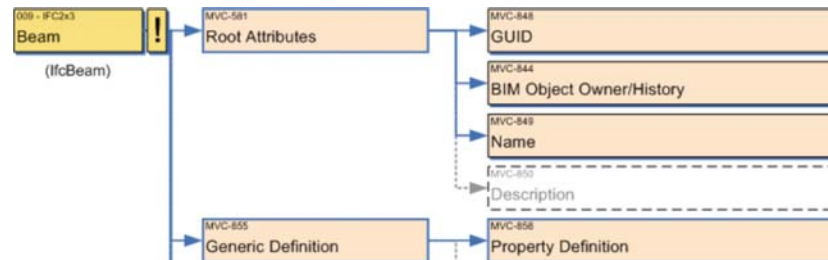 009 - IFC2x3
Beam
!
(IfcBeam)
MVC-581
Root Attributes
MVC-848
GUID
MVC-844
BIM Object Owner/History
MVC-849
Name
MVC-850
Description
MVC-855
Generic Definition
MVC-856
Property Definition